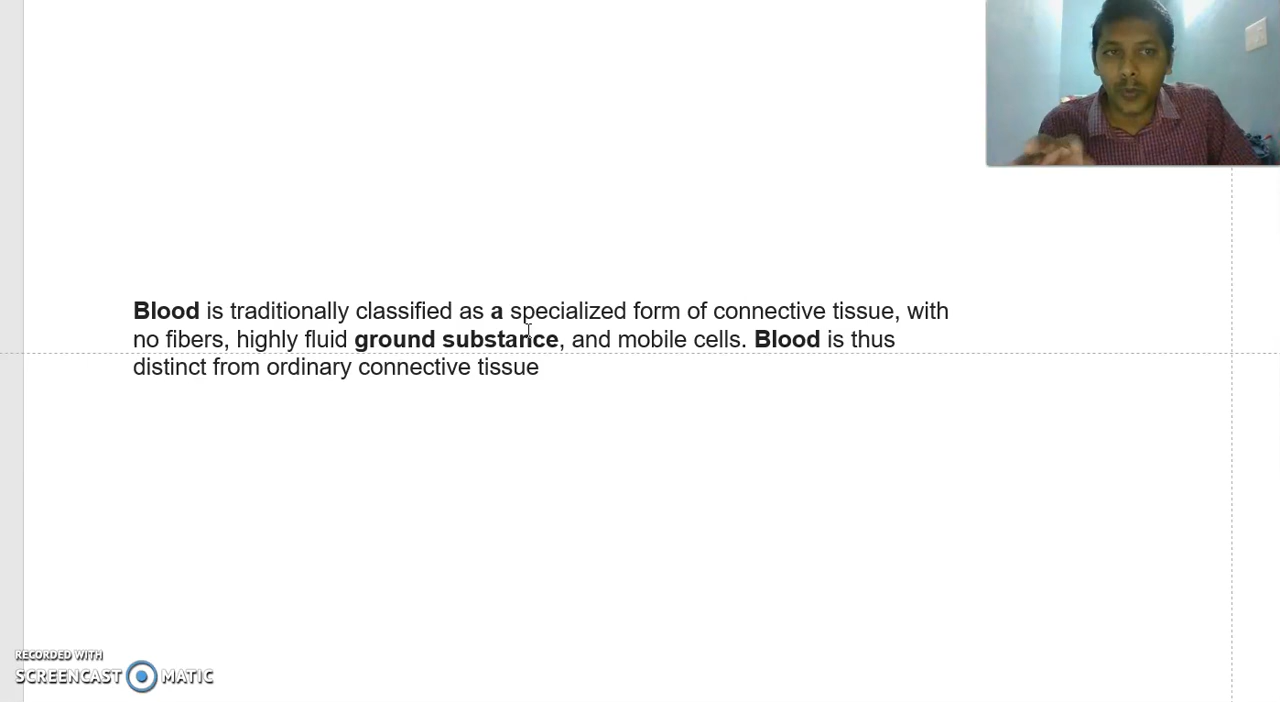 Blood is traditionally classified as a specialized form of connective tissue, with
no fibers, highly fluid ground substance, and mobile cells. Blood is thus
distinct from ordinary connective tissue
RECORDED WITH
SCREENCAST MATIC